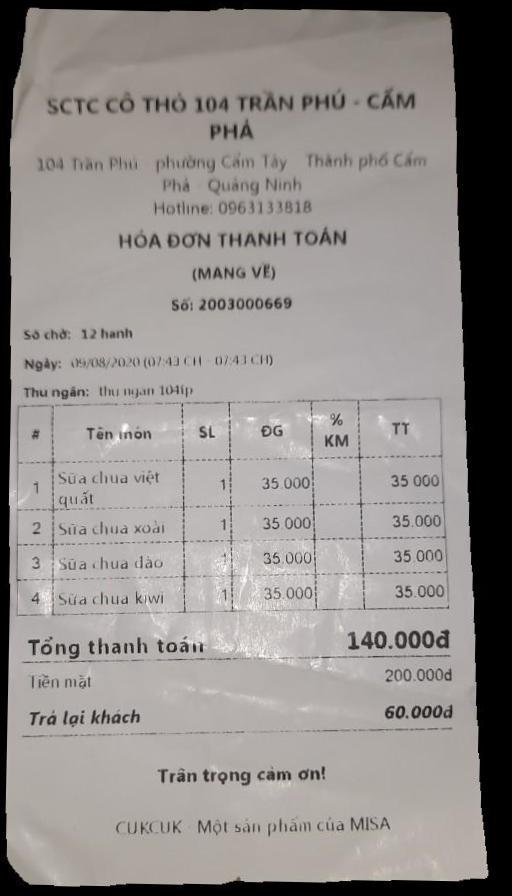 SCTC CÔ THỎ 104 TRẦN PHÚ - CẨM
PHẢ
104 Trần Phú - phường Cẩm Tây - Thành phố Cẩm
Phả - Quảng Ninh
Hotline: 0963133818
HÓA ĐƠN THANH TOÁN
(MANG VỀ)
Số: 2003000669
Số chờ: 12 hanh
Ngày: 09/08/2020 (07:43 CH - 07:43 CH)
Thu ngân: thu ngan 104tp
# Tên món SL ĐG % KM TT
1 Sữa chua việt quất 1 35.000 35.000
2 Sữa chua xoài 1 35.000 35.000
3 Sữa chua đào 1 35.000 35.000
4 Sữa chua kiwi 1 35.000 35.000
Tổng thanh toán 140.000đ
Tiền mặt 200.000đ
Trả lại khách 60.000đ
Trân trọng cảm ơn!
CUKCUK - Một sản phẩm của MISA